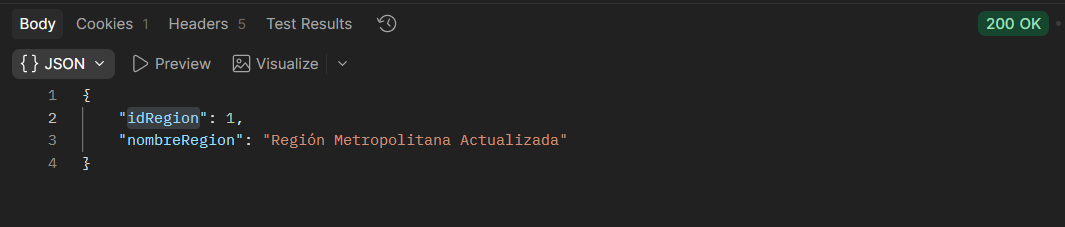 Body Cookies 1 Headers 5 Test Results 200 OK
{} JSON Preview Visualize
1 {
2 "idRegion": 1,
3 "nombreRegion": "Región Metropolitana Actualizada"
4 }